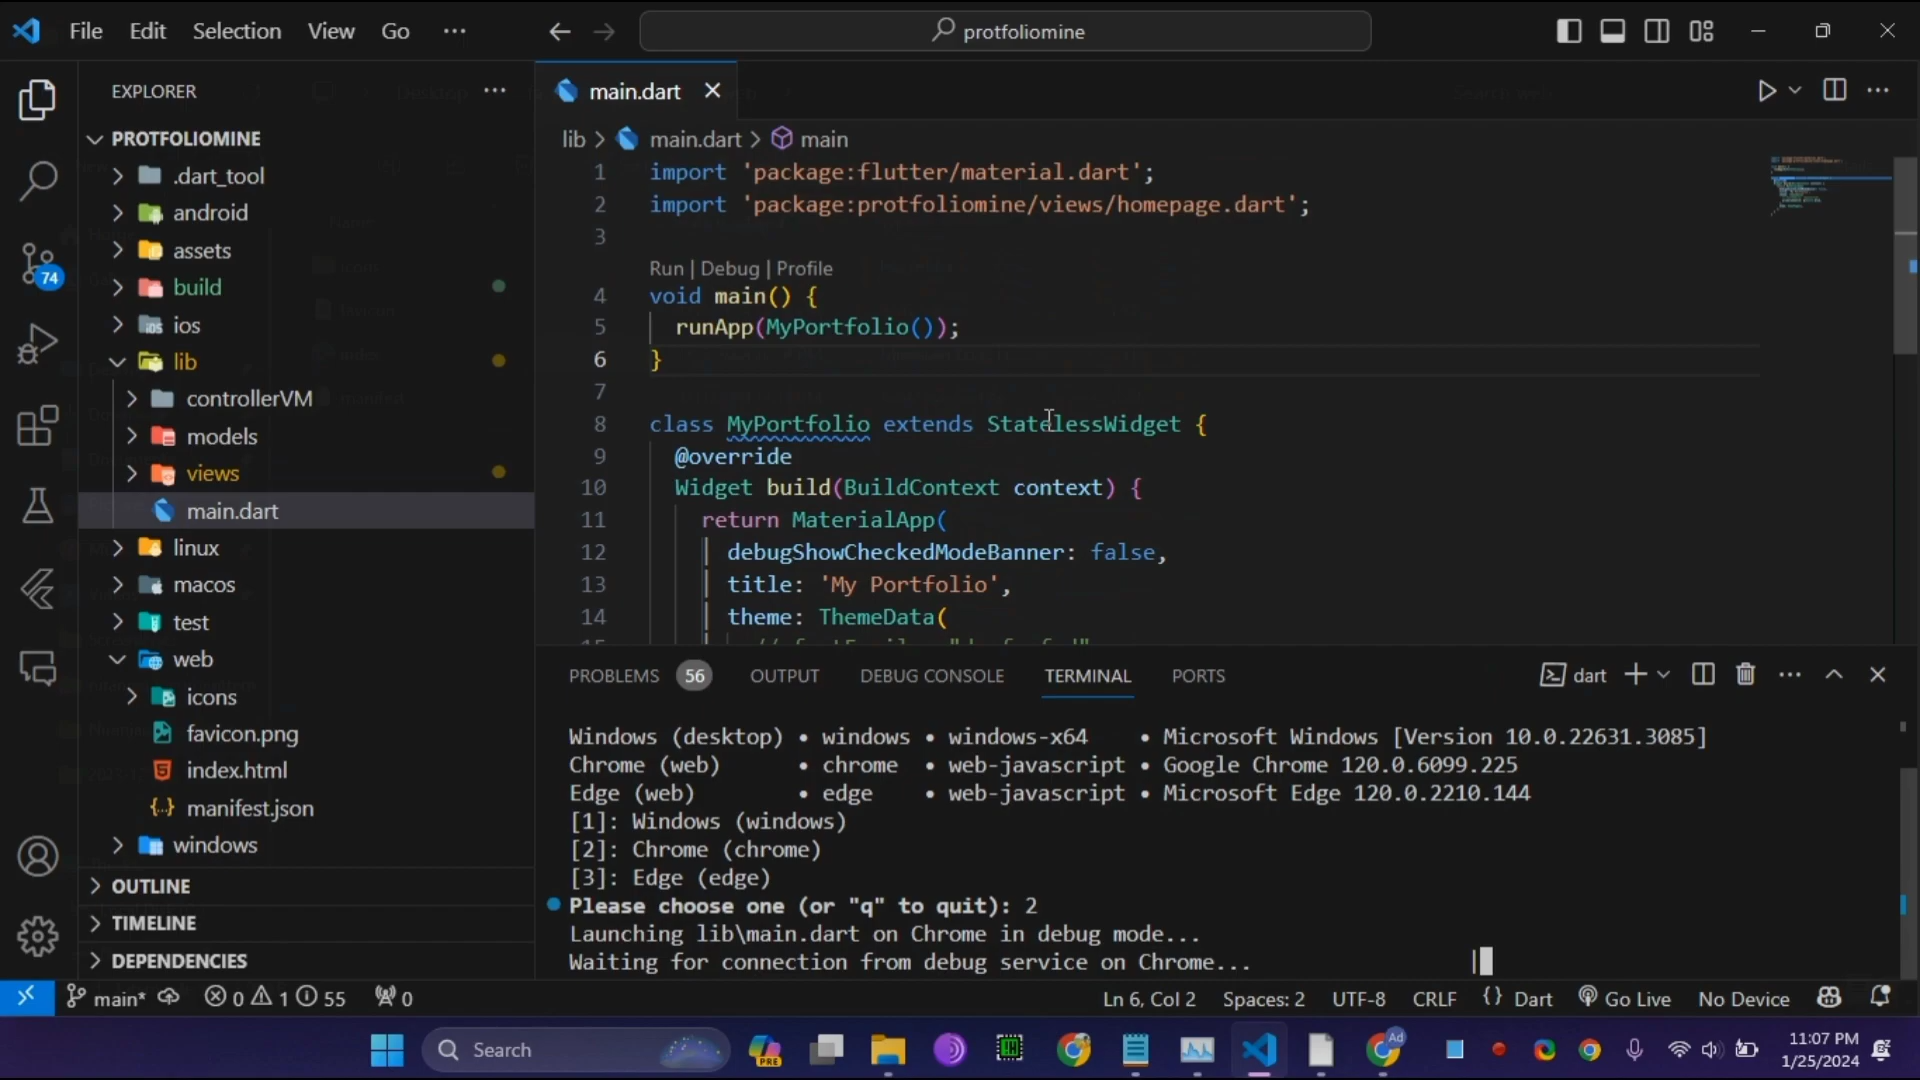 File Edit Selection View Go ···
protfoliomine
EXPLORER
PROTFOLIOMINE
.dart_tool
android
assets
build
ios
lib
controllerVM
models
views
main.dart
linux
macos
test
web
icons
favicon.png
index.html
manifest.json
windows
OUTLINE
TIMELINE
DEPENDENCIES
74
main.dart
lib > main.dart > main
1 import 'package:flutter/material.dart';
2 import 'package:protfoliomine/views/homepage.dart';
3
Run | Debug | Profile
4 void main() {
5 runApp(MyPortfolio());
6 }
7
8 class MyPortfolio extends StatelessWidget {
9 @override
10 Widget build(BuildContext context) {
11 return MaterialApp(
12 debugShowCheckedModeBanner: false,
13 title: 'My Portfolio',
14 theme: ThemeData(
PROBLEMS 56 OUTPUT DEBUG CONSOLE TERMINAL PORTS
dart
Windows (desktop) • windows • windows-x64 • Microsoft Windows [Version 10.0.22631.3085]
Chrome (web) • chrome • web-javascript • Google Chrome 120.0.6099.225
Edge (web) • edge • web-javascript • Microsoft Edge 120.0.2210.144
[1]: Windows (windows)
[2]: Chrome (chrome)
[3]: Edge (edge)
Please choose one (or "q" to quit): 2
Launching lib\main.dart on Chrome in debug mode...
Waiting for connection from debug service on Chrome...
main* 0 1 55 0
Ln 6, Col 2 Spaces: 2 UTF-8 CRLF {} Dart Go Live No Device
Search
PRE
Ad
11:07 PM
1/25/2024